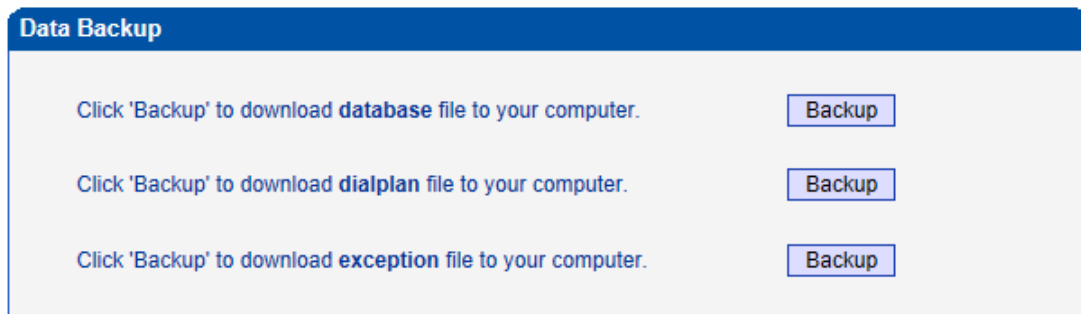 Data Backup
Click 'Backup' to download database file to your computer. Backup
Click 'Backup' to download dialplan file to your computer. Backup
Click 'Backup' to download exception file to your computer. Backup